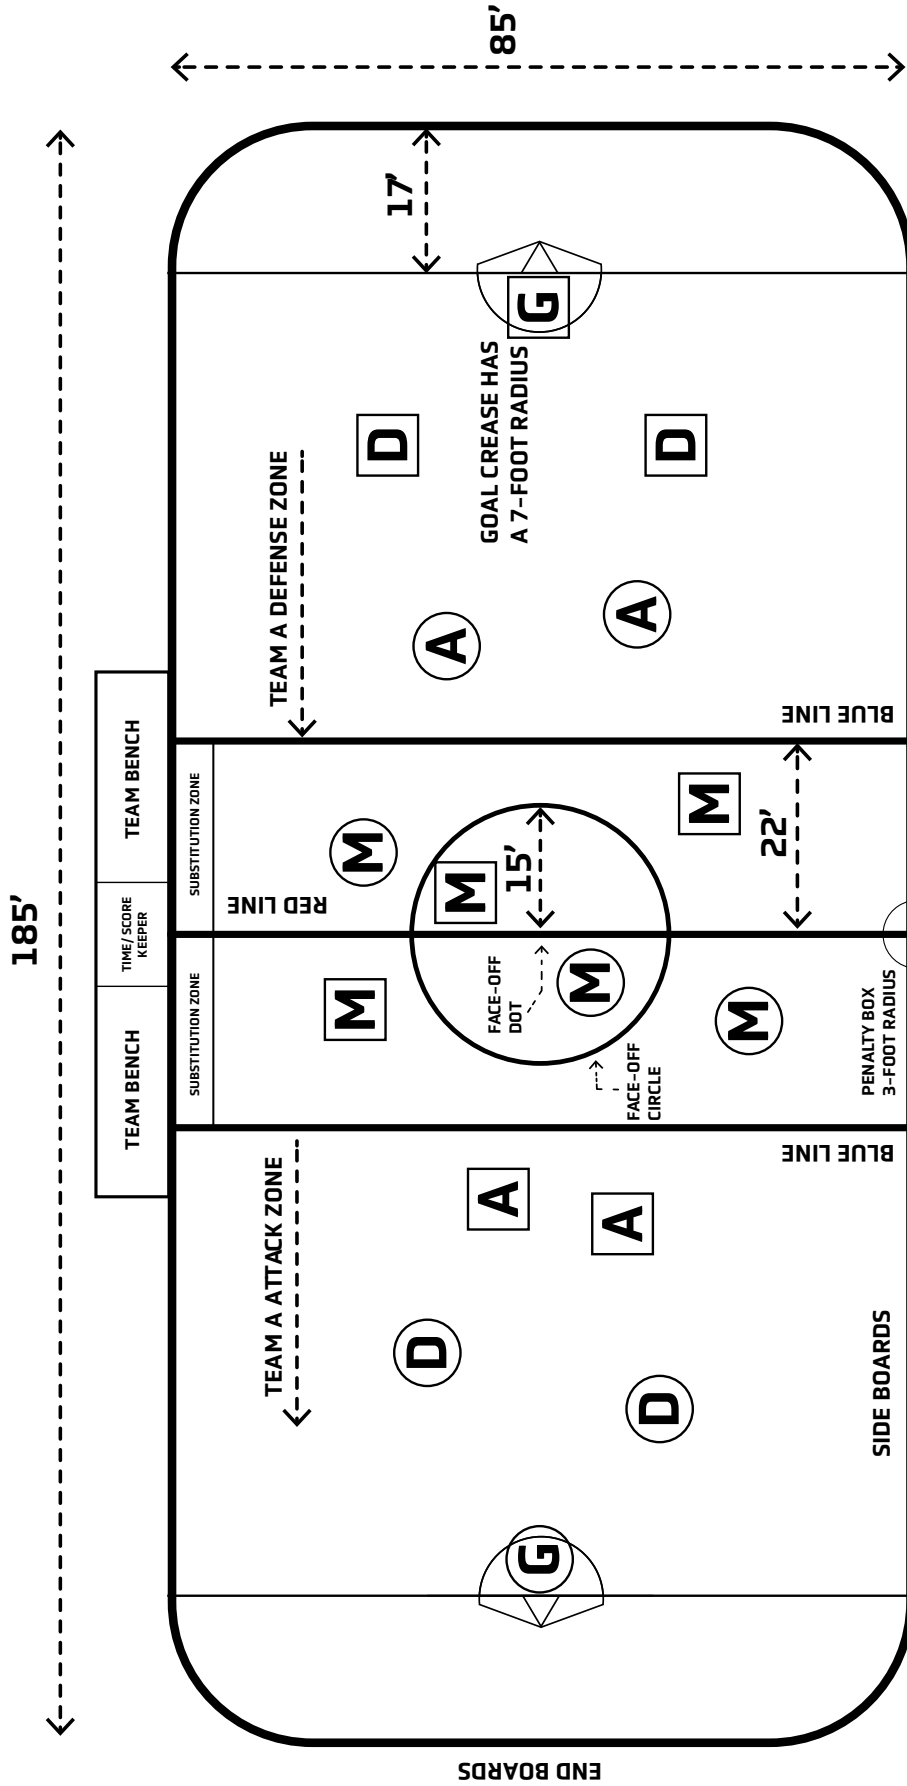 185'
TEAM BENCH
TIME/ SCORE
KEEPER
TEAM BENCH
SUBSTITUTION ZONE
SUBSTITUTION ZONE
TEAM A ATTACK ZONE
RED LINE
TEAM A DEFENSE ZONE
M
M
D
17'
D
A
M
A
FACE-OFF
DOT
15'
GOAL CREASE HAS
A 7-FOOT RADIUS
END BOARDS
G
G
85'
M
A
A
FACE-OFF
CIRCLE
D
D
M
M
22'
BLUE LINE
BLUE LINE
SIDE BOARDS
PENALTY BOX
3-FOOT RADIUS